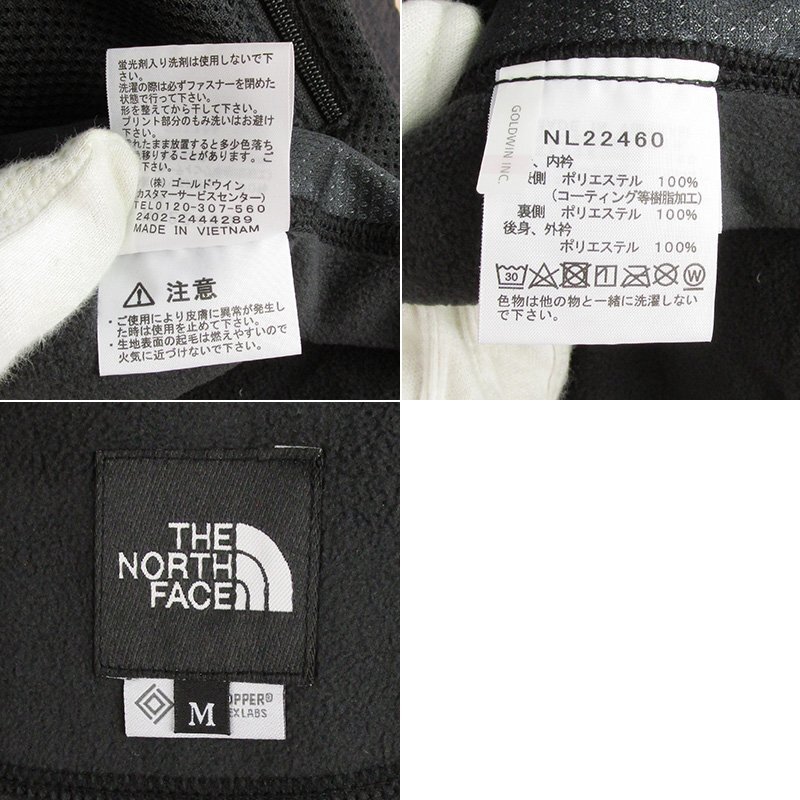 蛍光剤入り洗剤は使用しないで下
さい。
洗濯の際は必ずファスナーを閉めた
状態で行って下さい。
形を整えてから干して下さい。
プリント部分のもみ洗いはお避け
下さい。
れたまま放置すると多少色落ち
移りすることがあります。ご
さい。
(株) ゴールドウイン
カスタマーサービスセンター)
TEL0120-307-560
2402-2444289
MADE IN VIETNAM
注意
・ご使用により皮膚に異常が発生し
た時は使用を止めて下さい。
・生地表面の起毛は燃えやすいので
火気に近づけないで下さい。
GOLDWIN INC.
NL22460
、内衿
側 ポリエステル 100%
(コーティング等樹脂加工)
裏側 ポリエステル 100%
後身、外衿
ポリエステル 100%
30
W
色物は他の物と一緒に洗濯しない
で下さい。
THE
NORTH
FACE
OPPER®
EXLABS
M